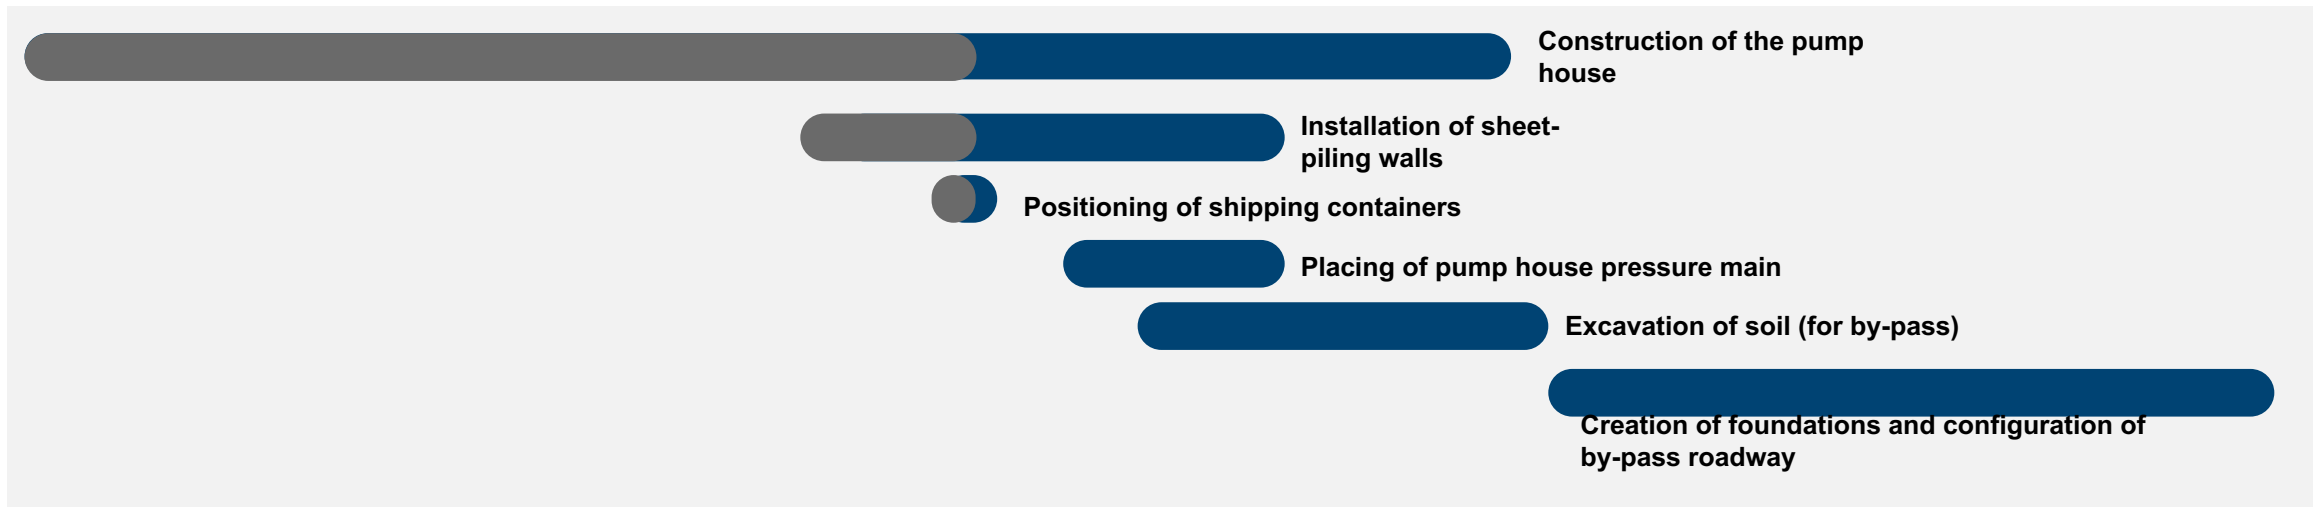 Construction of the pump
house
Installation of sheet-
piling walls
Positioning of shipping containers
Placing of pump house pressure main
Excavation of soil (for by-pass)
Creation of foundations and configuration of
by-pass roadway